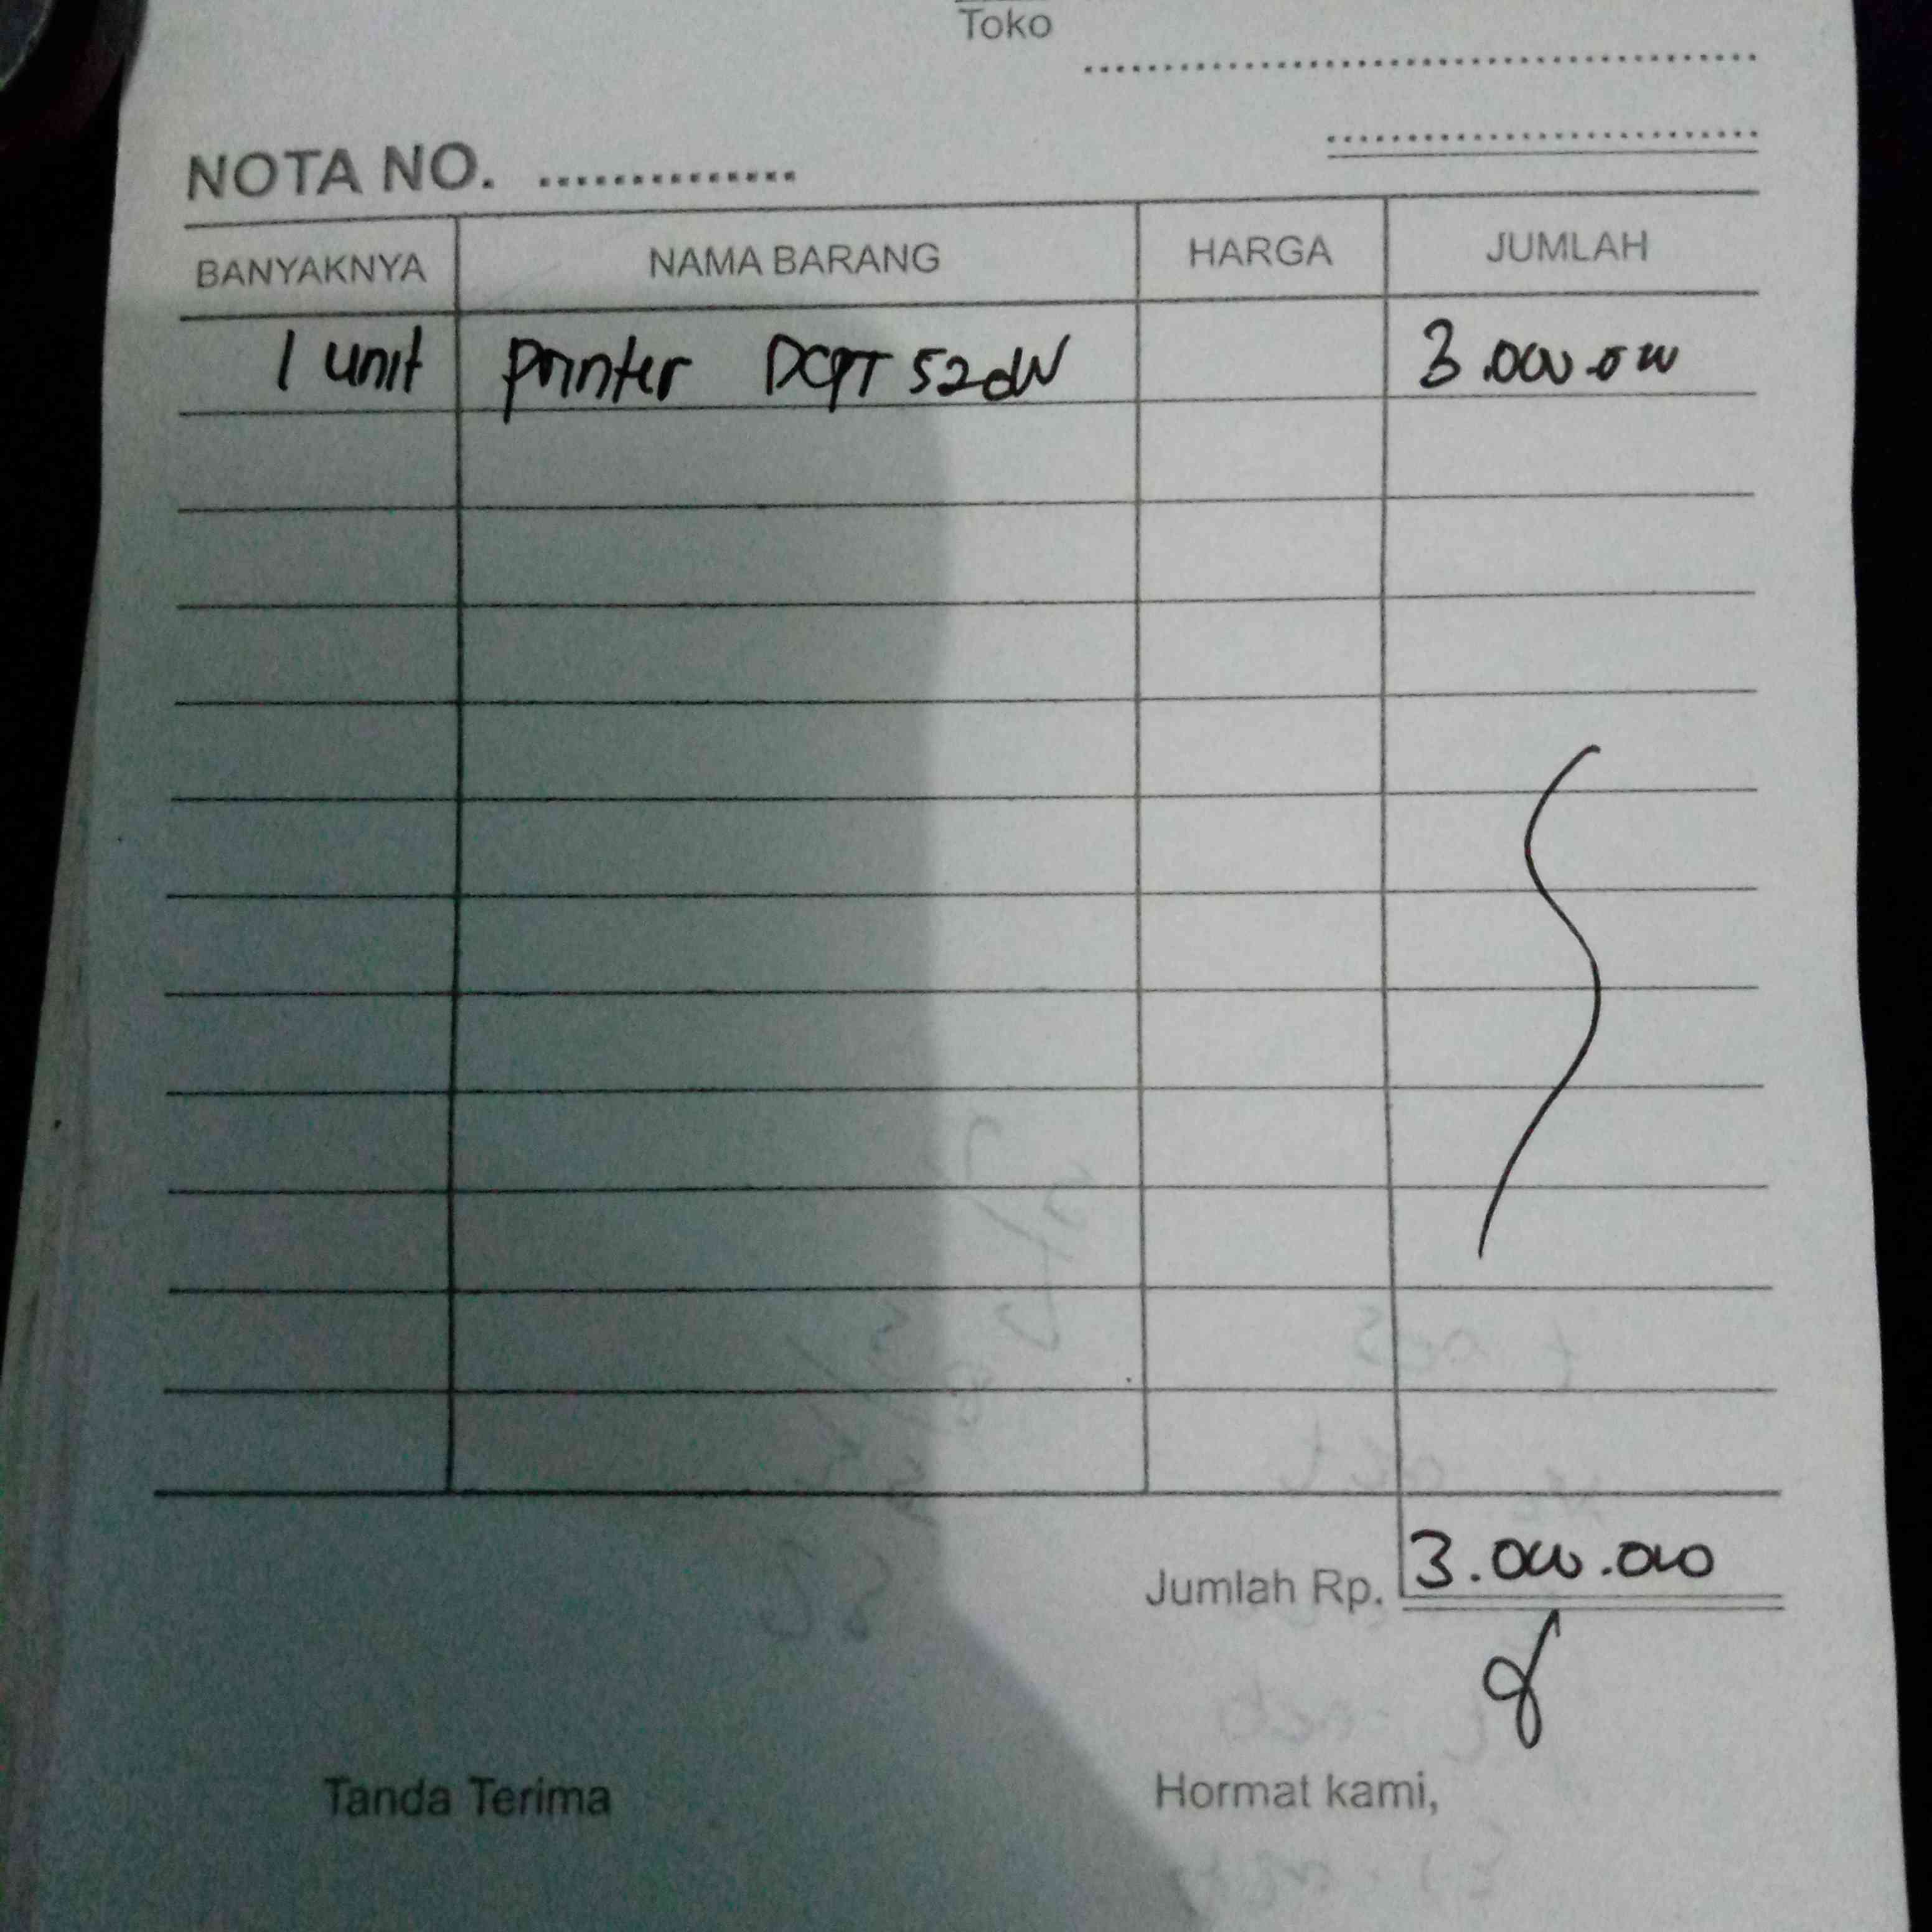 Toko
NOTA NO. ..............
BANYAKNYA NAMA BARANG HARGA JUMLAH
1 unit printer DCPT 520W 3.000.000
Jumlah Rp. 3.000.000
Tanda Terima Hormat kami,